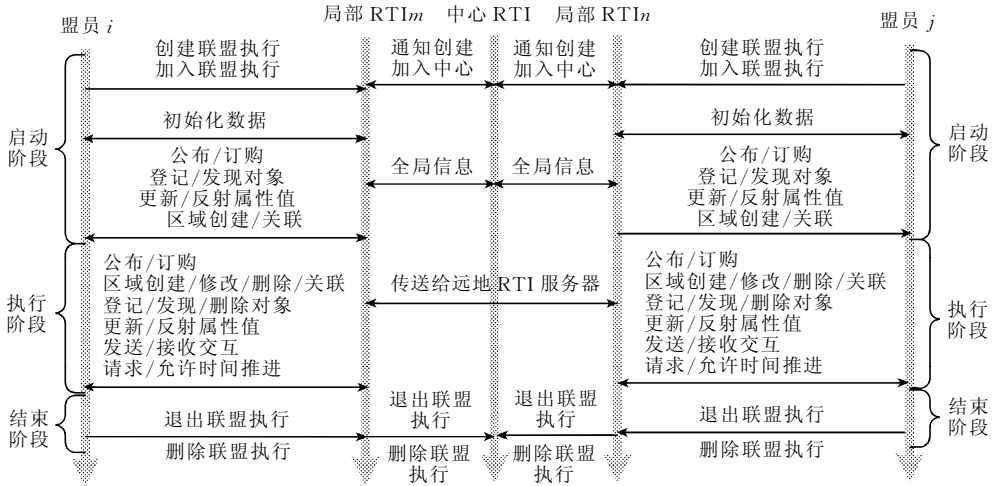 盟员 i
局部 RTIm
中心 RTI
局部 RTIn
盟员 j
创建联盟执行
加入联盟执行
通知创建
加入中心
通知创建
加入中心
创建联盟执行
加入联盟执行
启动
阶段
初始化数据
公布/订购
登记/发现对象
更新/反射属性值
区域创建/关联
全局信息
全局信息
初始化数据
公布/订购
登记/发现对象
更新/反射属性值
区域创建/关联
启动
阶段
执行
阶段
公布/订购
区域创建/修改/删除/关联
登记/发现/删除对象
更新/反射属性值
发送/接收交互
请求/允许时间推进
传送给远地 RTI 服务器
公布/订购
区域创建/修改/删除/关联
登记/发现/删除对象
更新/反射属性值
发送/接收交互
请求/允许时间推进
执行
阶段
结束
阶段
退出联盟执行
删除联盟执行
退出联盟
执行
删除联盟
执行
退出联盟
执行
删除联盟
执行
退出联盟执行
删除联盟执行
结束
阶段